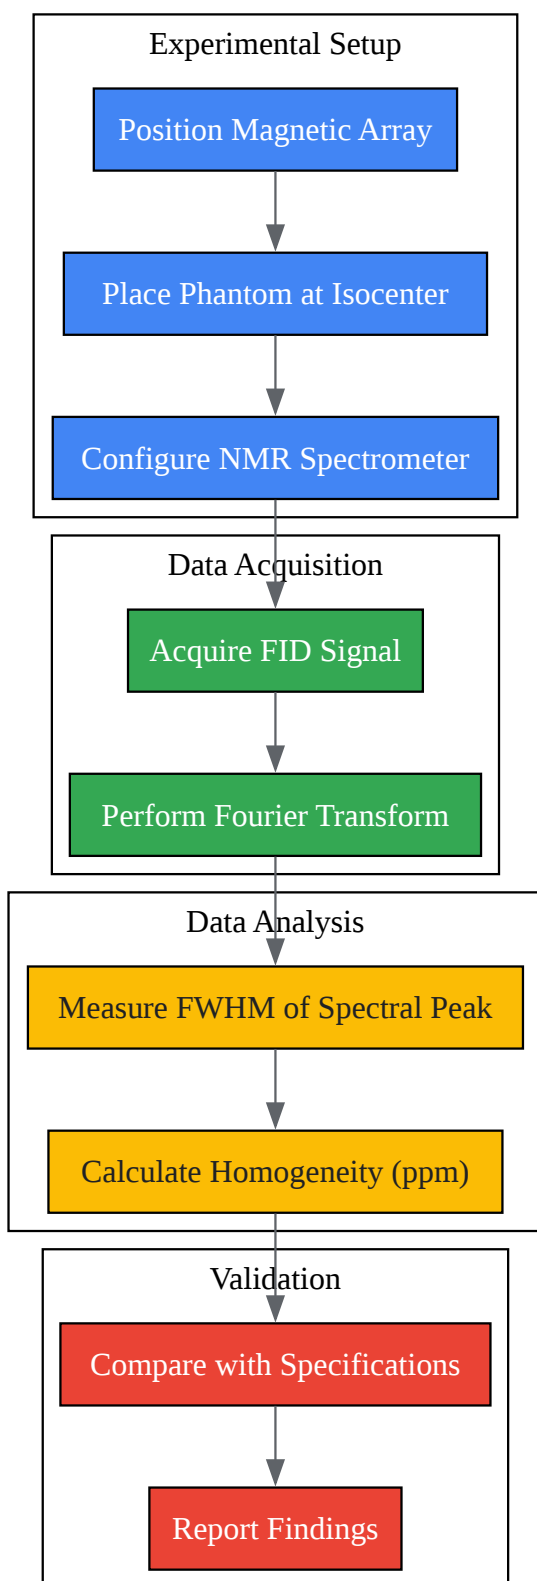 Experimental Setup
Position Magnetic Array
Place Phantom at Isocenter
Configure NMR Spectrometer
Data Acquisition
Acquire FID Signal
Perform Fourier Transform
Data Analysis
Measure FWHM of Spectral Peak
Calculate Homogeneity (ppm)
Validation
Compare with Specifications
Report Findings